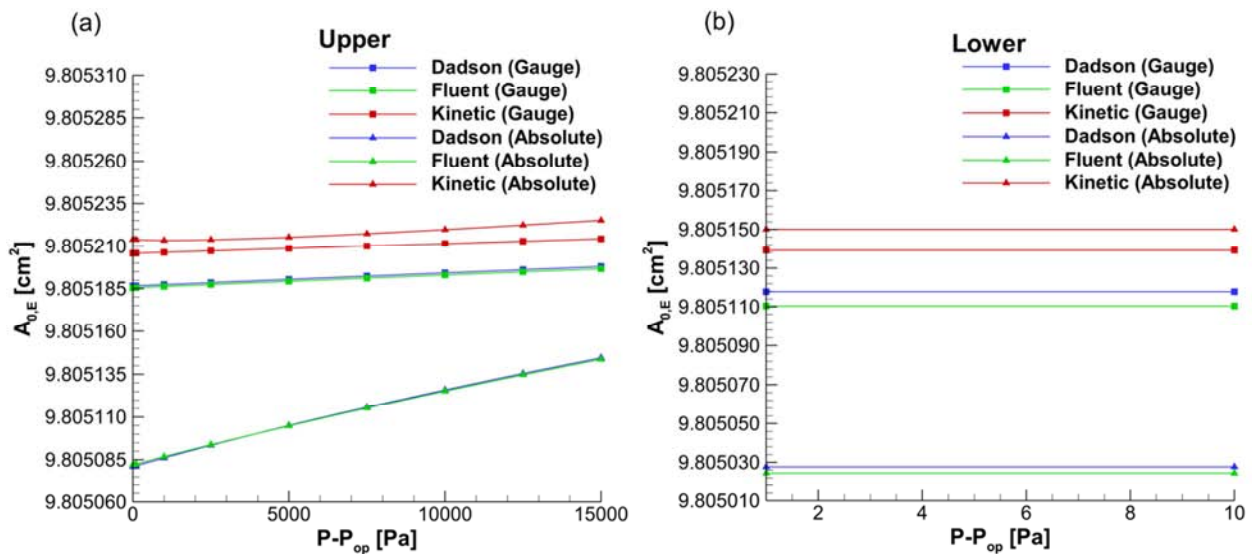 (a)
Upper
Dadson (Gauge)
Fluent (Gauge)
Kinetic (Gauge)
Dadson (Absolute)
Fluent (Absolute)
Kinetic (Absolute)
9.805310
9.805285
9.805260
9.805235
9.805210
9.805185
9.805160
9.805135
9.805110
9.805085
9.805060
A0,E [cm2]
0 5000 10000 15000
P-Pop [Pa]
(b)
Lower
Dadson (Gauge)
Fluent (Gauge)
Kinetic (Gauge)
Dadson (Absolute)
Fluent (Absolute)
Kinetic (Absolute)
9.805230
9.805210
9.805190
9.805170
9.805150
9.805130
9.805110
9.805090
9.805070
9.805050
9.805030
9.805010
A0,E [cm2]
2 4 6 8 10
P-Pop [Pa]